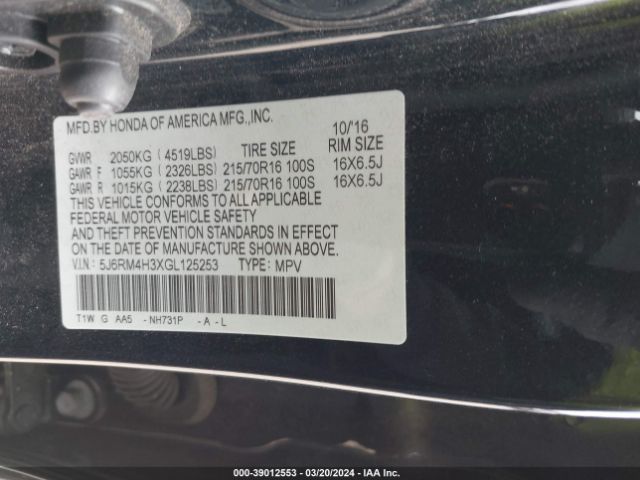 MFD.BY HONDA OF AMERICA MFG.,INC. 10/'16
GVWR 2050KG ( 4519LBS) TIRE SIZE RIM SIZE
GAWR F 1055KG ( 2326LBS) 215/70R16 100S 16X6.5J
GAWR R 1015KG ( 2238LBS) 215/70R16 100S 16X6.5J
THIS VEHICLE CONFORMS TO ALL APPLICABLE
FEDERAL MOTOR VEHICLE SAFETY
AND THEFT PREVENTION STANDARDS IN EFFECT
ON THE DATE OF MANUFACTURE SHOWN ABOVE.
V.I.N.: 5J6RM4H3XGL125253 TYPE: MPV
T1W G AA5 -NH731P - A - L
000-39012553 - 03/20/2024 - IAA Inc.